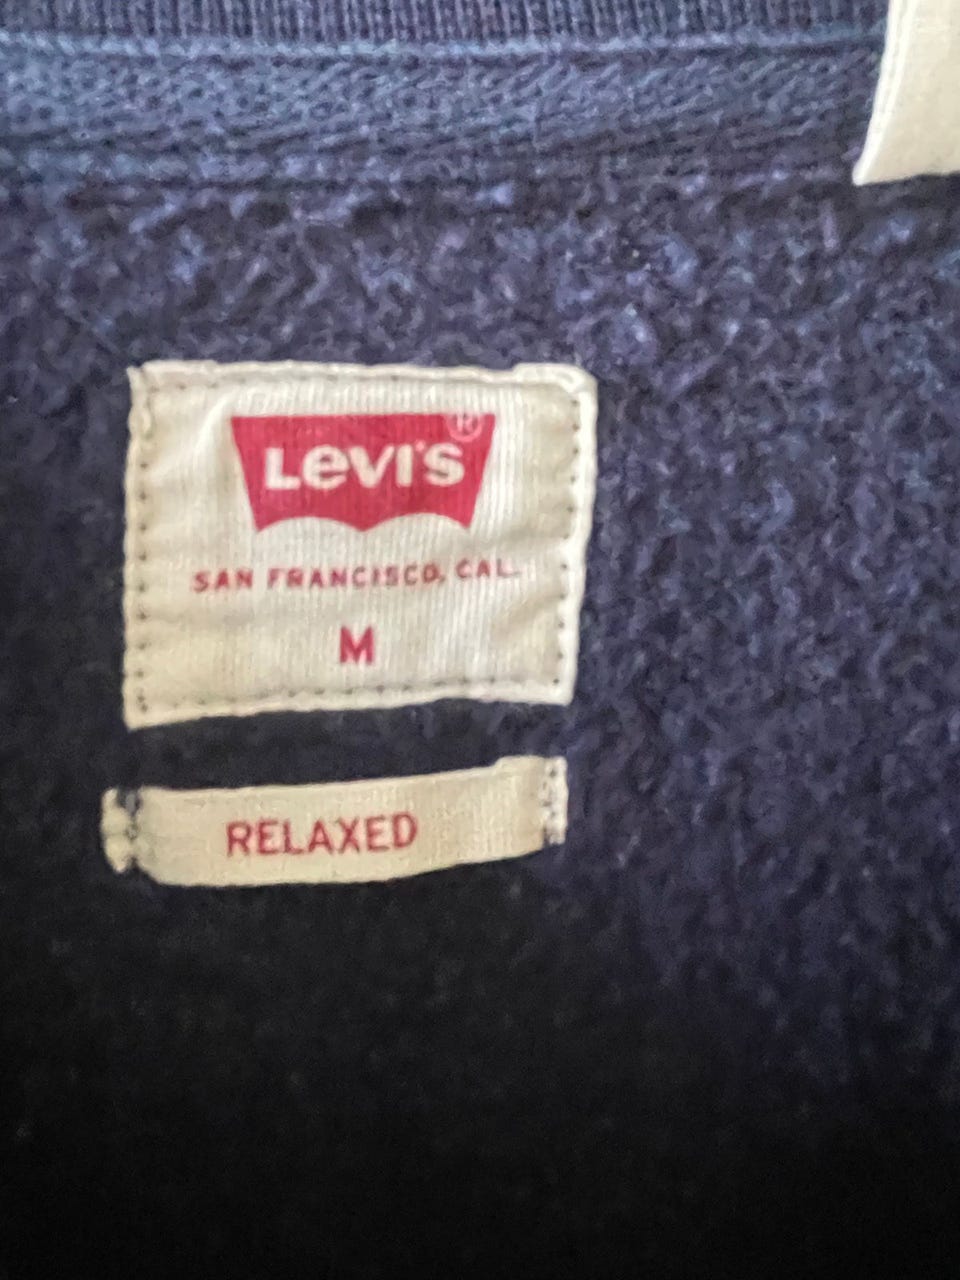 Levi's®
SAN FRANCISCO, CAL.
M
RELAXED